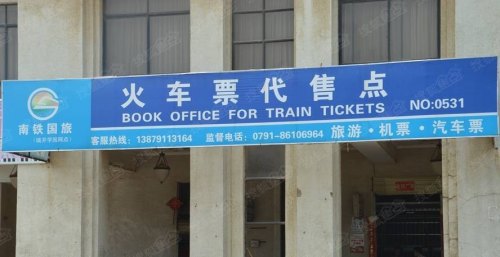 火车票代售点
BOOK OFFICE FOR TRAIN TICKETS NO:0531
南铁国旅
客服热线：13879113164 监督电话：0791-86106964 旅游·机票·汽车票